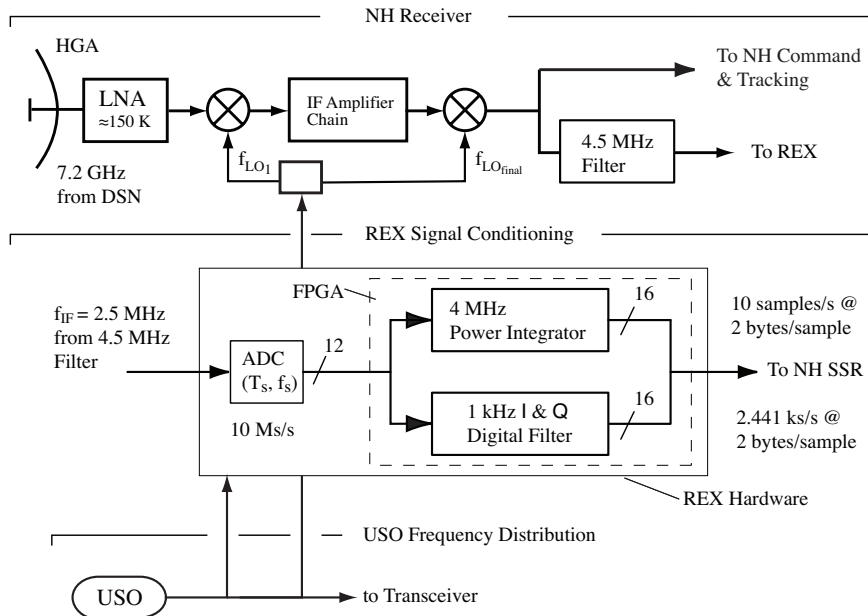 NH Receiver
HGA
LNA
≈150 K
IF Amplifier
Chain
To NH Command
& Tracking
4.5 MHz
Filter
To REX
f_LO1
f_LOfinal
7.2 GHz
from DSN
REX Signal Conditioning
FPGA
f_IF = 2.5 MHz
from 4.5 MHz
Filter
ADC
(T_s, f_s)
10 Ms/s
12
4 MHz
Power Integrator
16
1 kHz I & Q
Digital Filter
16
10 samples/s @
2 bytes/sample
To NH SSR
2.441 ks/s @
2 bytes/sample
REX Hardware
USO Frequency Distribution
USO
to Transceiver